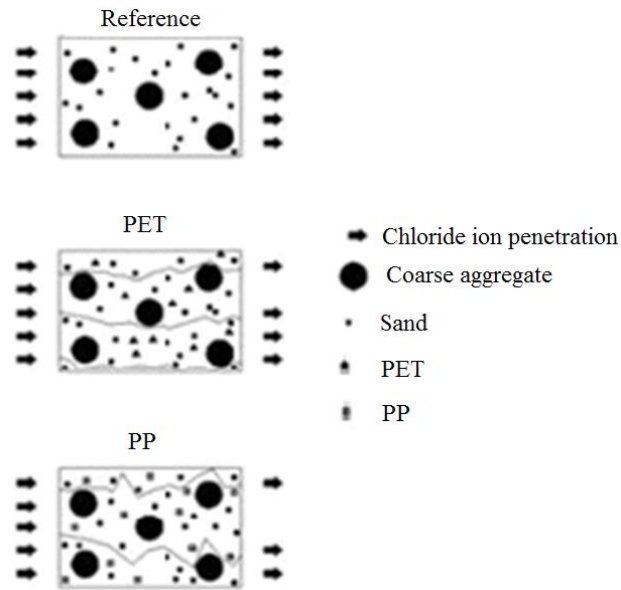 Reference
PET
Chloride ion penetration
Coarse aggregate
Sand
PET
PP
PP